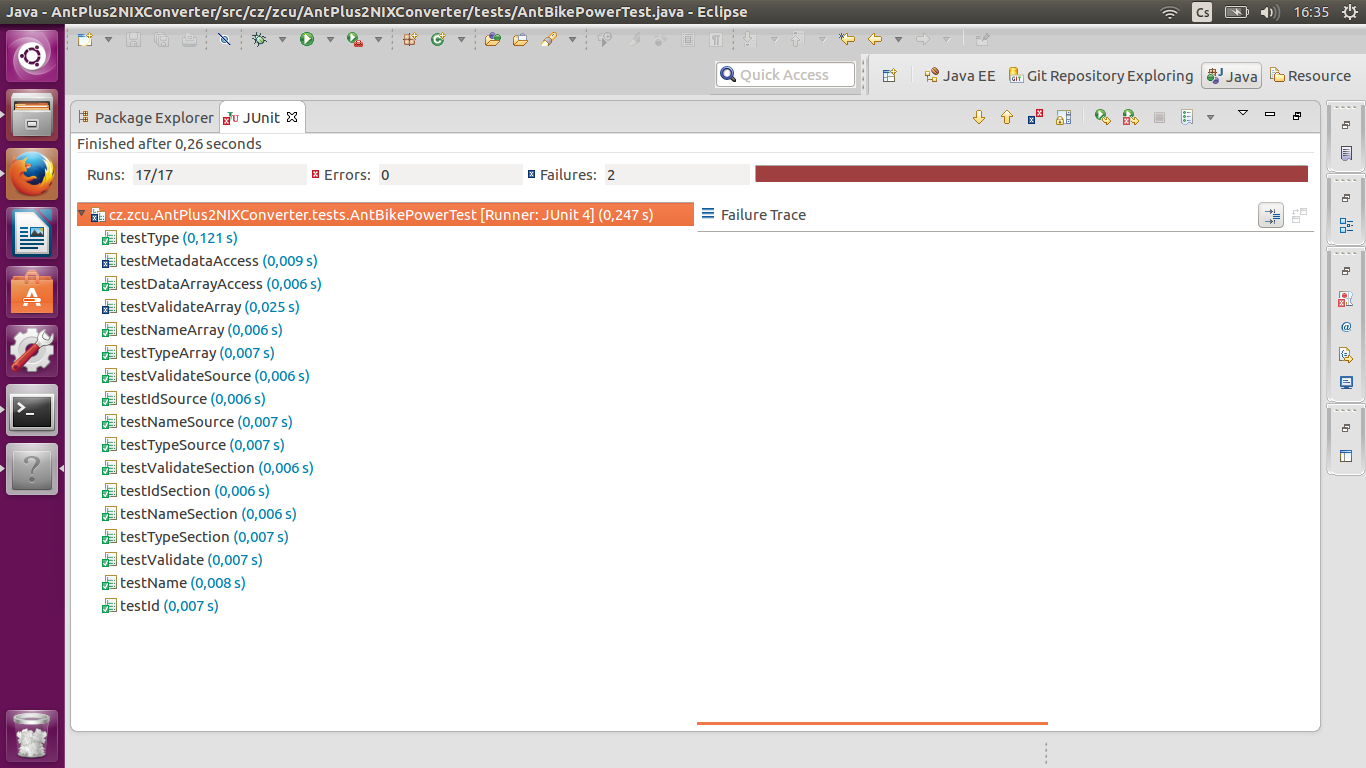 Java - AntPlus2NIXConverter/src/cz/zcu/AntPlus2NIXConverter/tests/AntBikePowerTest.java - Eclipse
Cs
16:35
Quick Access
Java EE
Git Repository Exploring
Java
Resource
Package Explorer
JUnit
Finished after 0,26 seconds
Runs: 17/17
Errors: 0
Failures: 2
cz.zcu.AntPlus2NIXConverter.tests.AntBikePowerTest [Runner: JUnit 4] (0,247 s)
Failure Trace
testType (0,121 s)
testMetadataAccess (0,009 s)
testDataArrayAccess (0,006 s)
testValidateArray (0,025 s)
testNameArray (0,006 s)
testTypeArray (0,007 s)
testValidateSource (0,006 s)
testIdSource (0,006 s)
testNameSource (0,007 s)
testTypeSource (0,007 s)
testValidateSection (0,006 s)
testIdSection (0,006 s)
testNameSection (0,006 s)
testTypeSection (0,007 s)
testValidate (0,007 s)
testName (0,008 s)
testId (0,007 s)